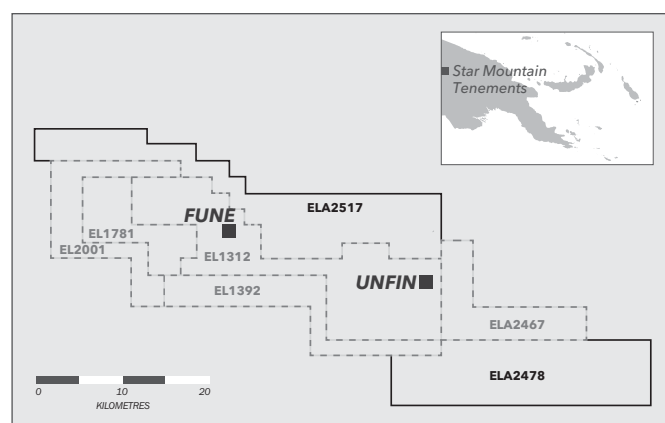 Star Mountain
Tenements
ELA2517
FUNE
EL1781
EL2001
EL1312
UNFIN
EL1392
ELA2467
ELA2478
0 10 20
KILOMETRES